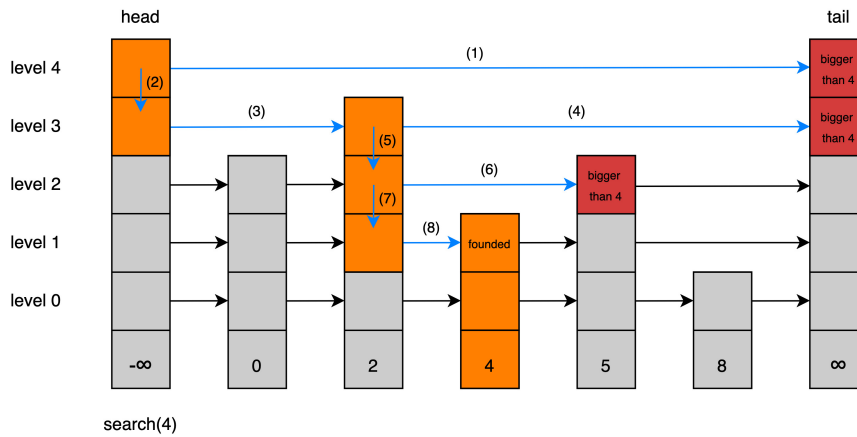 head
tail
level 4
(1)
bigger
than 4
(2)
level 3
(3)
(4)
bigger
than 4
(5)
level 2
(6)
bigger
than 4
(7)
level 1
(8)
founded
level 0
-∞
0
2
4
5
8
∞
search(4)